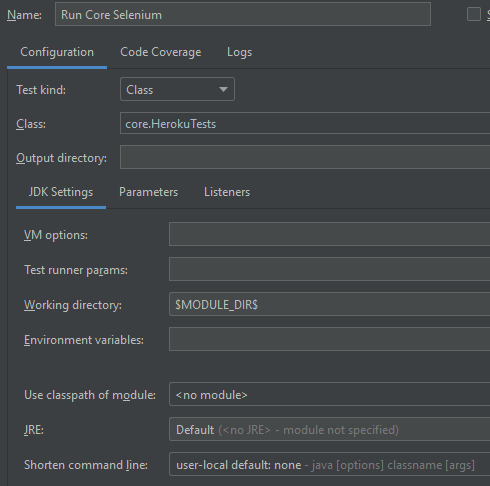 Name: Run Core Selenium
Configuration Code Coverage Logs
Test kind: Class
Class: core.HerokuTests
Output directory:
JDK Settings Parameters Listeners
VM options:
Test runner params:
Working directory: $MODULE_DIR$
Environment variables:
Use classpath of module: <no module>
JRE: Default (<no JRE> - module not specified)
Shorten command line: user-local default: none - java [options] classname [args]